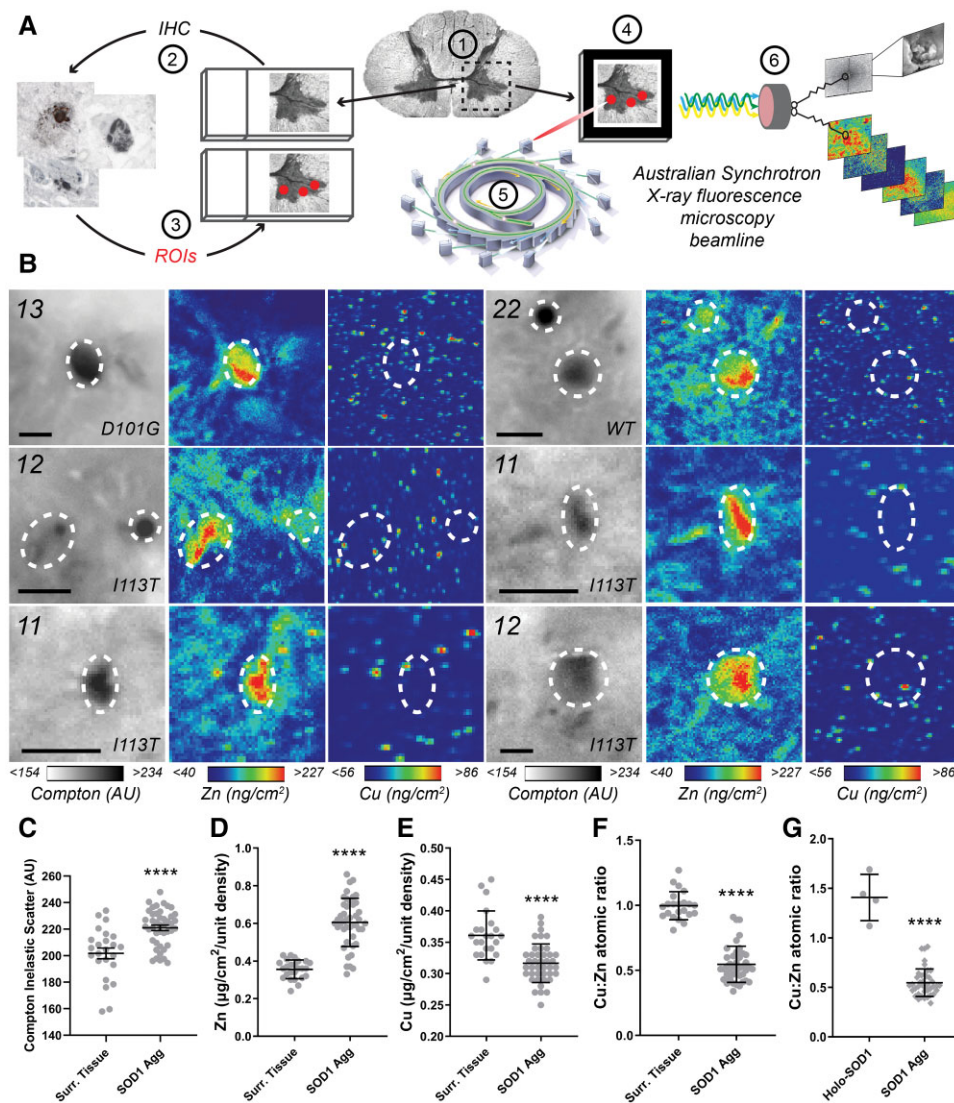 A
IHC
2
1
4
6
3
ROIs
5
Australian Synchrotron
X-ray fluorescence
microscopy
beamline
B
13
D101G
22
WT
12
I113T
11
I113T
11
I113T
12
I113T
<154 >234
Compton (AU)
<40 >227
Zn (ng/cm²)
<56 >86
Cu (ng/cm²)
<154 >234
Compton (AU)
<40 >227
Zn (ng/cm²)
<56 >86
Cu (ng/cm²)
C
Compton Inelastic Scatter (AU)
260
240
220
200
180
160
140
****
Surr. Tissue
SOD1 Agg
D
Zn (µg/cm²/unit density)
1.0
0.8
0.6
0.4
0.2
0.0
****
Surr. Tissue
SOD1 Agg
E
Cu (µg/cm²/unit density)
0.50
0.45
0.40
0.35
0.30
0.25
0.20
****
Surr. Tissue
SOD1 Agg
F
Cu:Zn atomic ratio
1.5
1.0
0.5
0.0
****
Surr. Tissue
SOD1 Agg
G
Cu:Zn atomic ratio
2.0
1.5
1.0
0.5
0.0
****
Holo-SOD1
SOD1 Agg